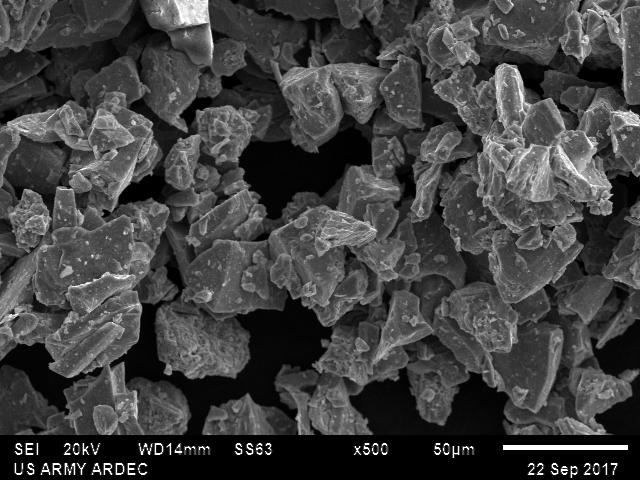 SEI 20kV WD14mm SS63 x500 50μm
US ARMY ARDEC 22 Sep 2017